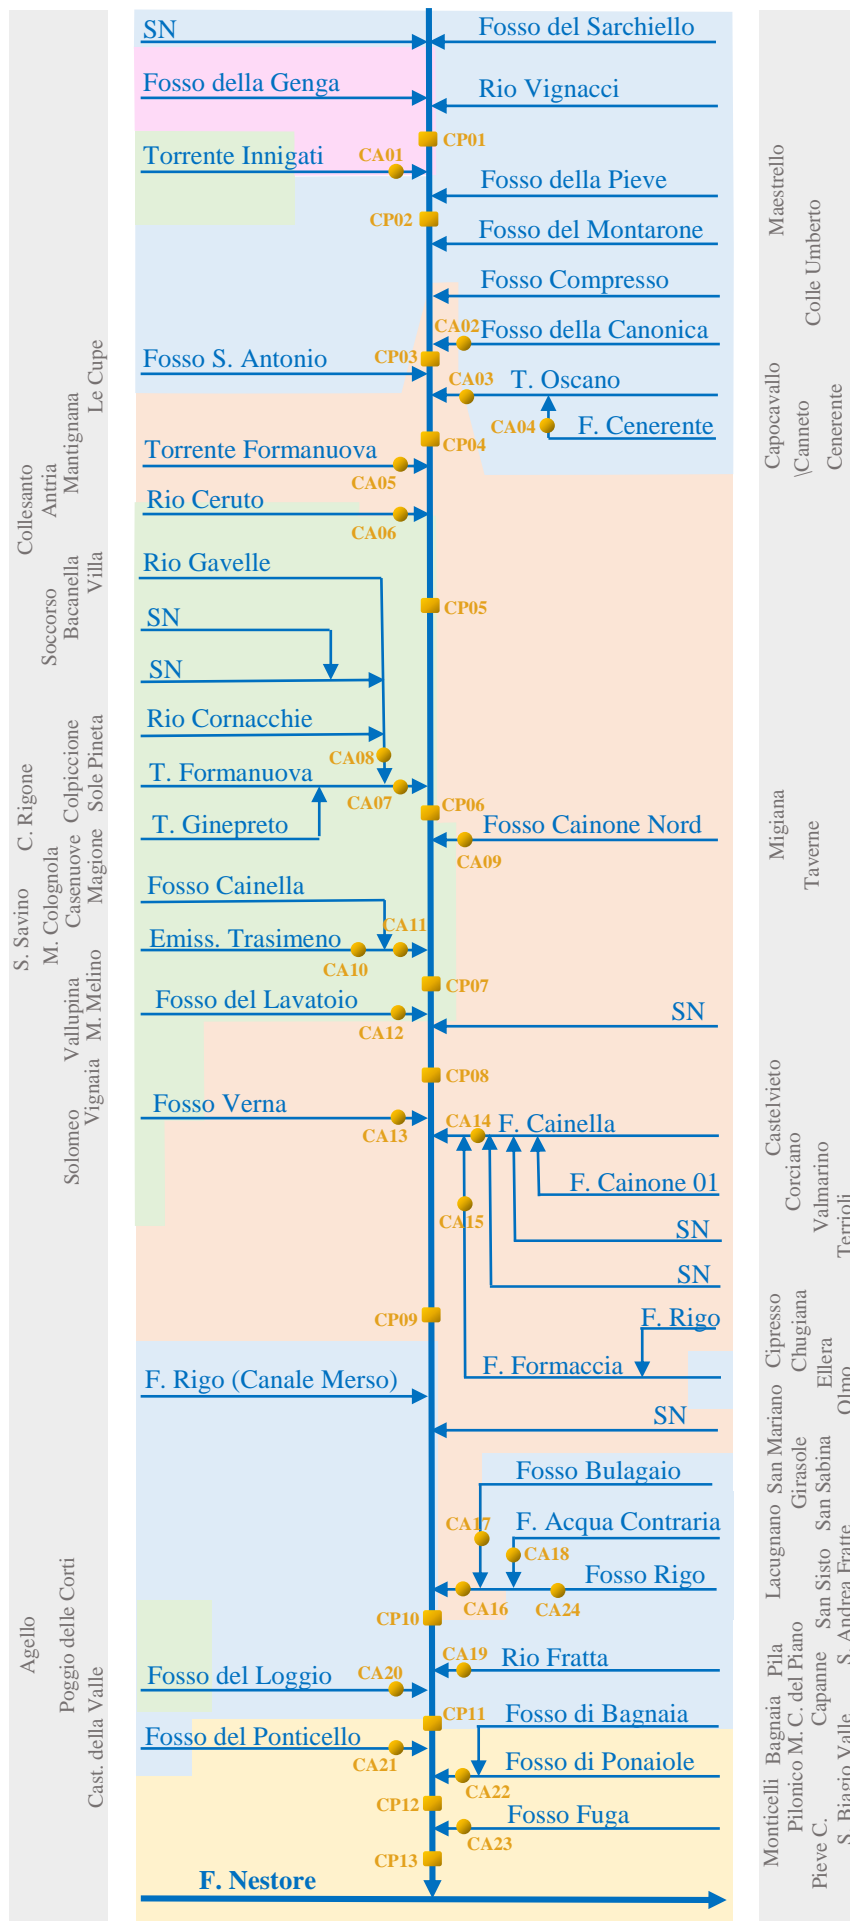 SN
Fosso del Sarchiello
Fosso della Genga
Rio Vignacci
CP01
Torrente Innigati
CA01
Fosso della Pieve
CP02
Fosso del Montarone
Fosso Compresso
CA02
Fosso della Canonica
Fosso S. Antonio
CP03
CA03
T. Oscano
CA04
F. Cenerente
CP04
Torrente Formanuova
CA05
Rio Ceruto
CA06
Rio Gavelle
CP05
SN
SN
Rio Cornacchie
CA08
T. Formanuova
CA07
CP06
T. Ginepreto
Fosso Cainone Nord
CA09
Fosso Cainella
CA11
Emiss. Trasimeno
CA10
CP07
Fosso del Lavatoio
CA12
SN
CP08
Fosso Verna
CA13
CA14
F. Cainella
F. Cainone 01
CA15
SN
SN
CP09
F. Rigo
F. Formaccia
F. Rigo (Canale Merso)
SN
Fosso Bulagaio
CA17
F. Acqua Contraria
CA18
Fosso Rigo
CA16
CA24
CP10
CA19
Rio Fratta
Fosso del Loggio
CA20
CP11
Fosso di Bagnaia
Fosso del Ponticello
CA21
Fosso di Ponaiole
CA22
CP12
Fosso Fuga
CA23
CP13
F. Nestore
Le Cupe
Mantignana
Antria
Collesanto
Villa
Bacanella
Soccorso
Sole Pineta
Colpiccione
C. Rigone
Magione
Casenuove
M. Colognola
S. Savino
M. Melino
Vallupina
Vignaia
Solomeo
Agello
Poggio delle Corti
Cast. della Valle
Maestrello
Colle Umberto
Capocavallo
\Canneto
Cenerente
Migiana
Taverne
Castelvieto
Corciano
Valmarino
Terrioli
Cipresso
Chugiana
Ellera
Olmo
San Mariano
Girasole
San Sabina
Lacugnano
San Sisto
S. Andrea Fratte
Pila
M. C. del Piano
Capanne
Bagnaia
Pilonico
S. Biagio Valle
Monticelli
Pieve C.